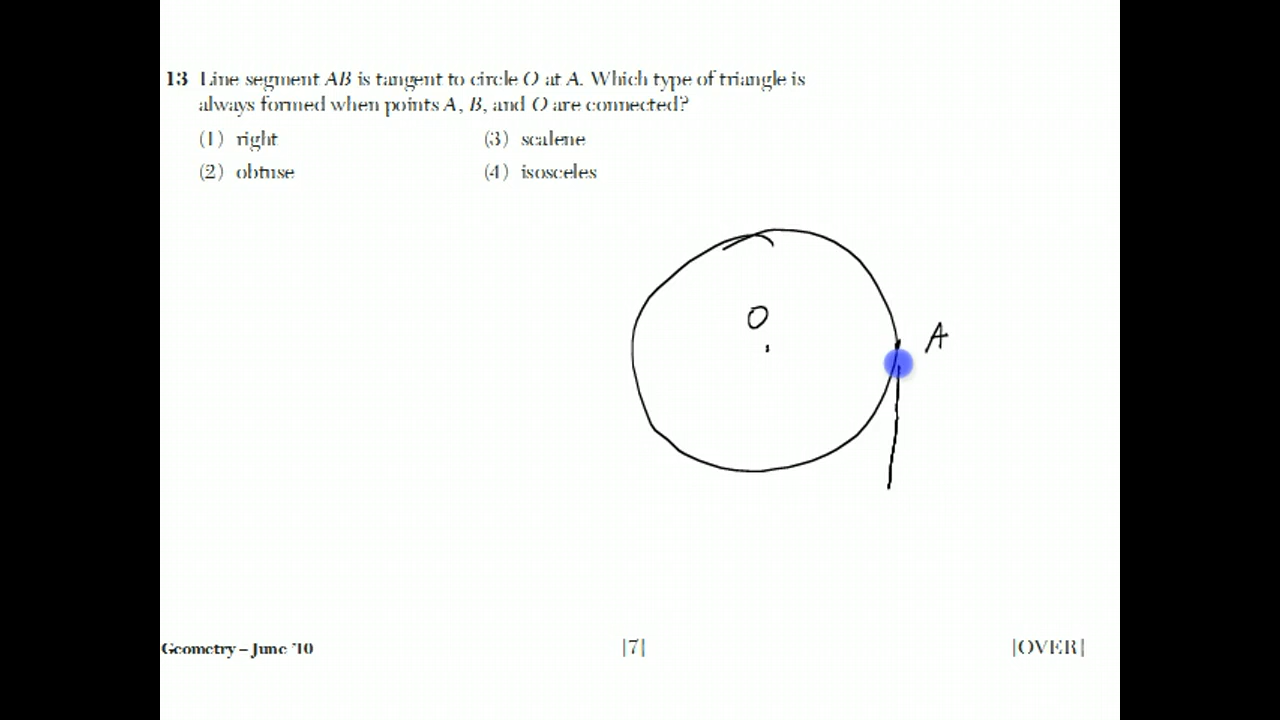 13 Line segment AB is tangent to circle O at A. Which type of triangle is
always formed when points A, B, and O are connected?
(1) right (3) scalene
(2) obtuse (4) isosceles
O
A
Geometry – June '10 [7] [OVER]